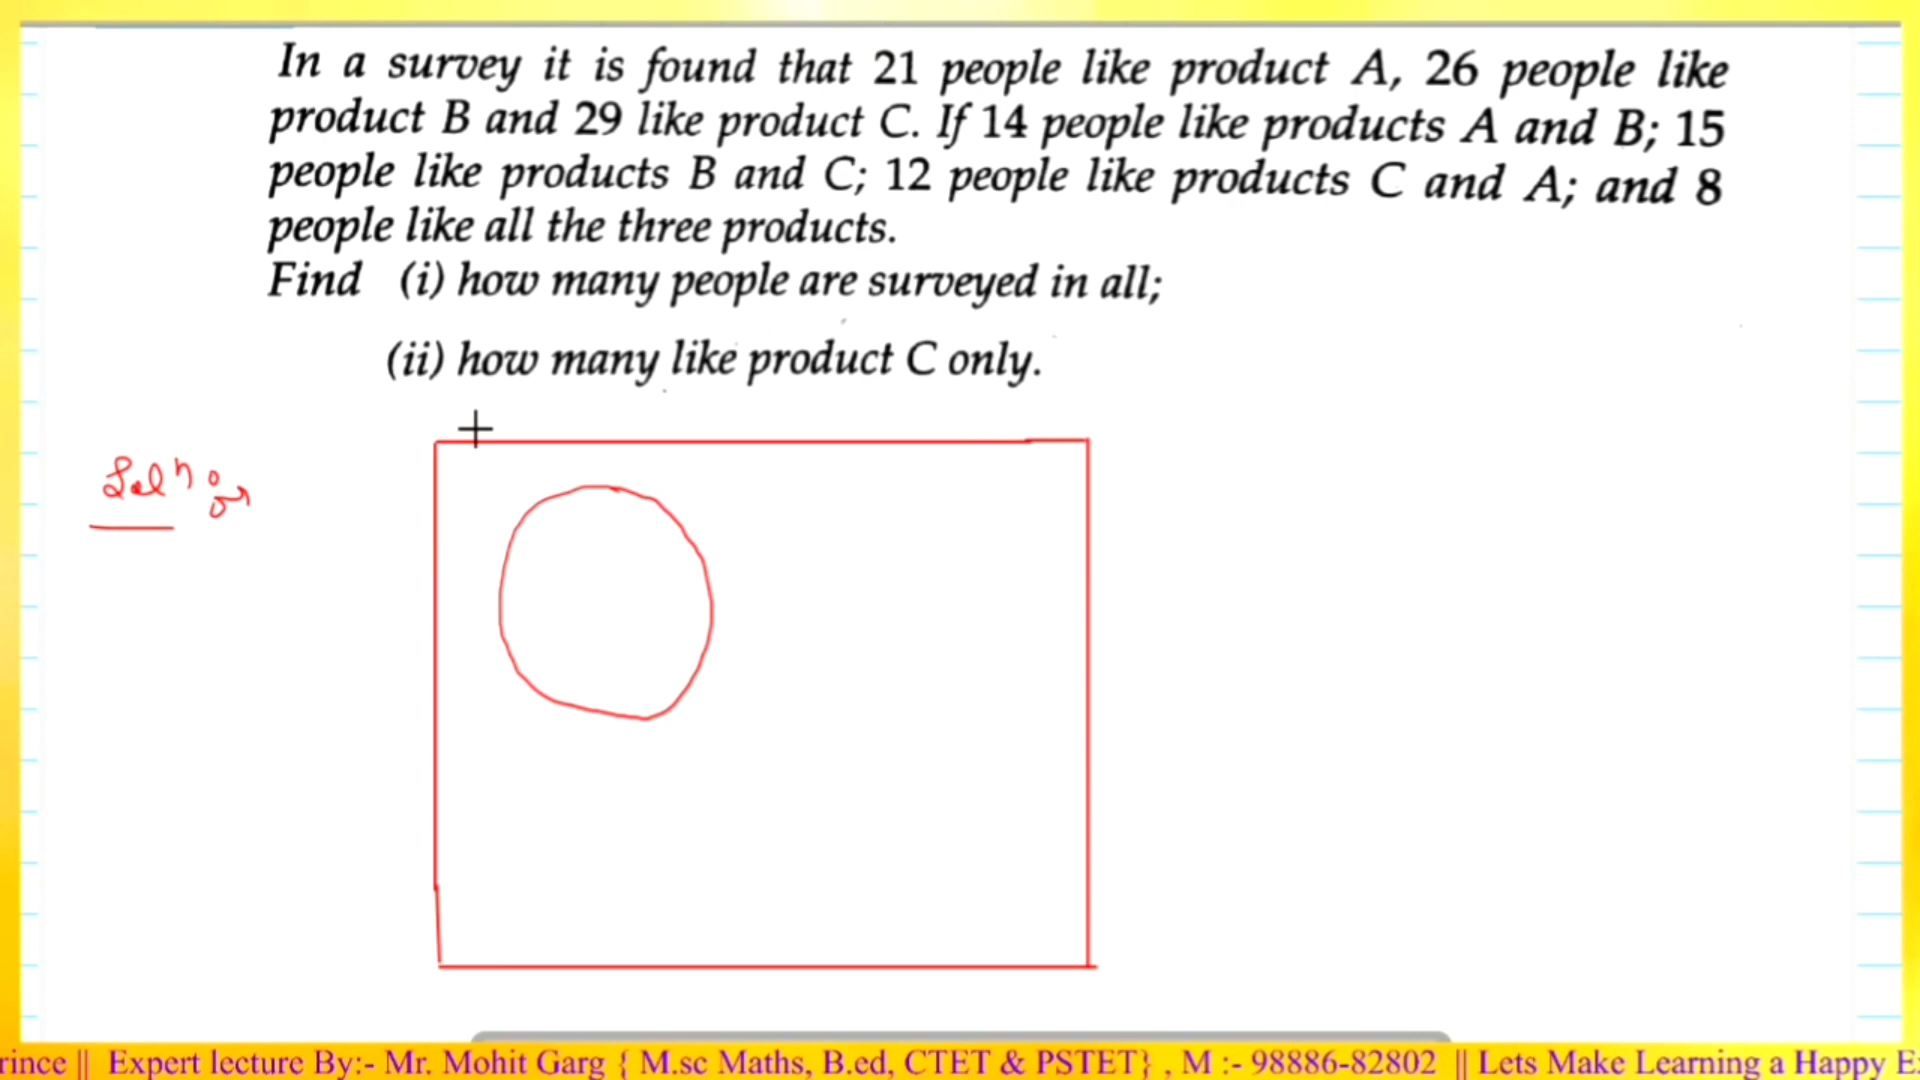 In a survey it is found that 21 people like product A, 26 people like
product B and 29 like product C. If 14 people like products A and B; 15
people like products B and C; 12 people like products C and A; and 8
people like all the three products.
Find (i) how many people are surveyed in all;
(ii) how many like product C only.
Soln :-
rince || Expert lecture By:- Mr. Mohit Garg { M.sc Maths, B.ed, CTET & PSTET} , M :- 98886-82802 || Lets Make Learning a Happy E